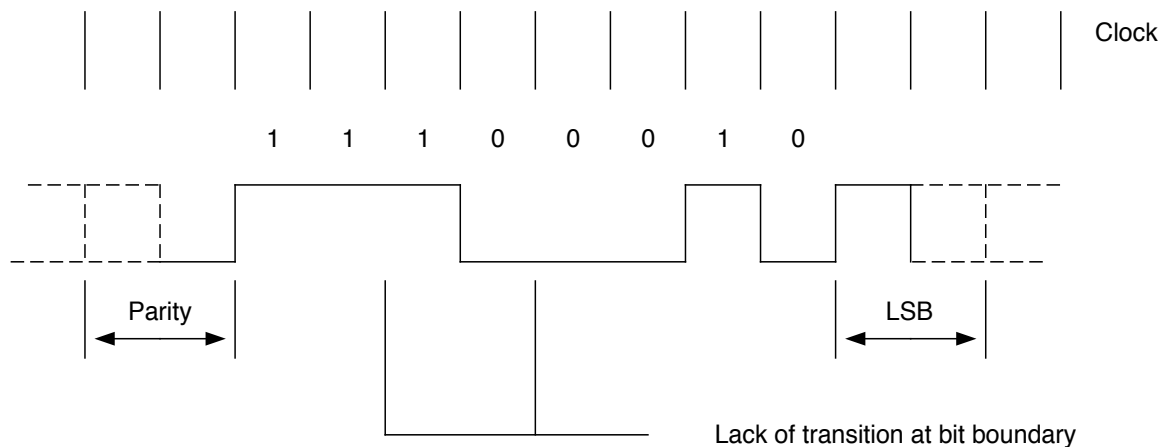 Clock
1 1 1 0 0 0 1 0
Parity
LSB
Lack of transition at bit boundary